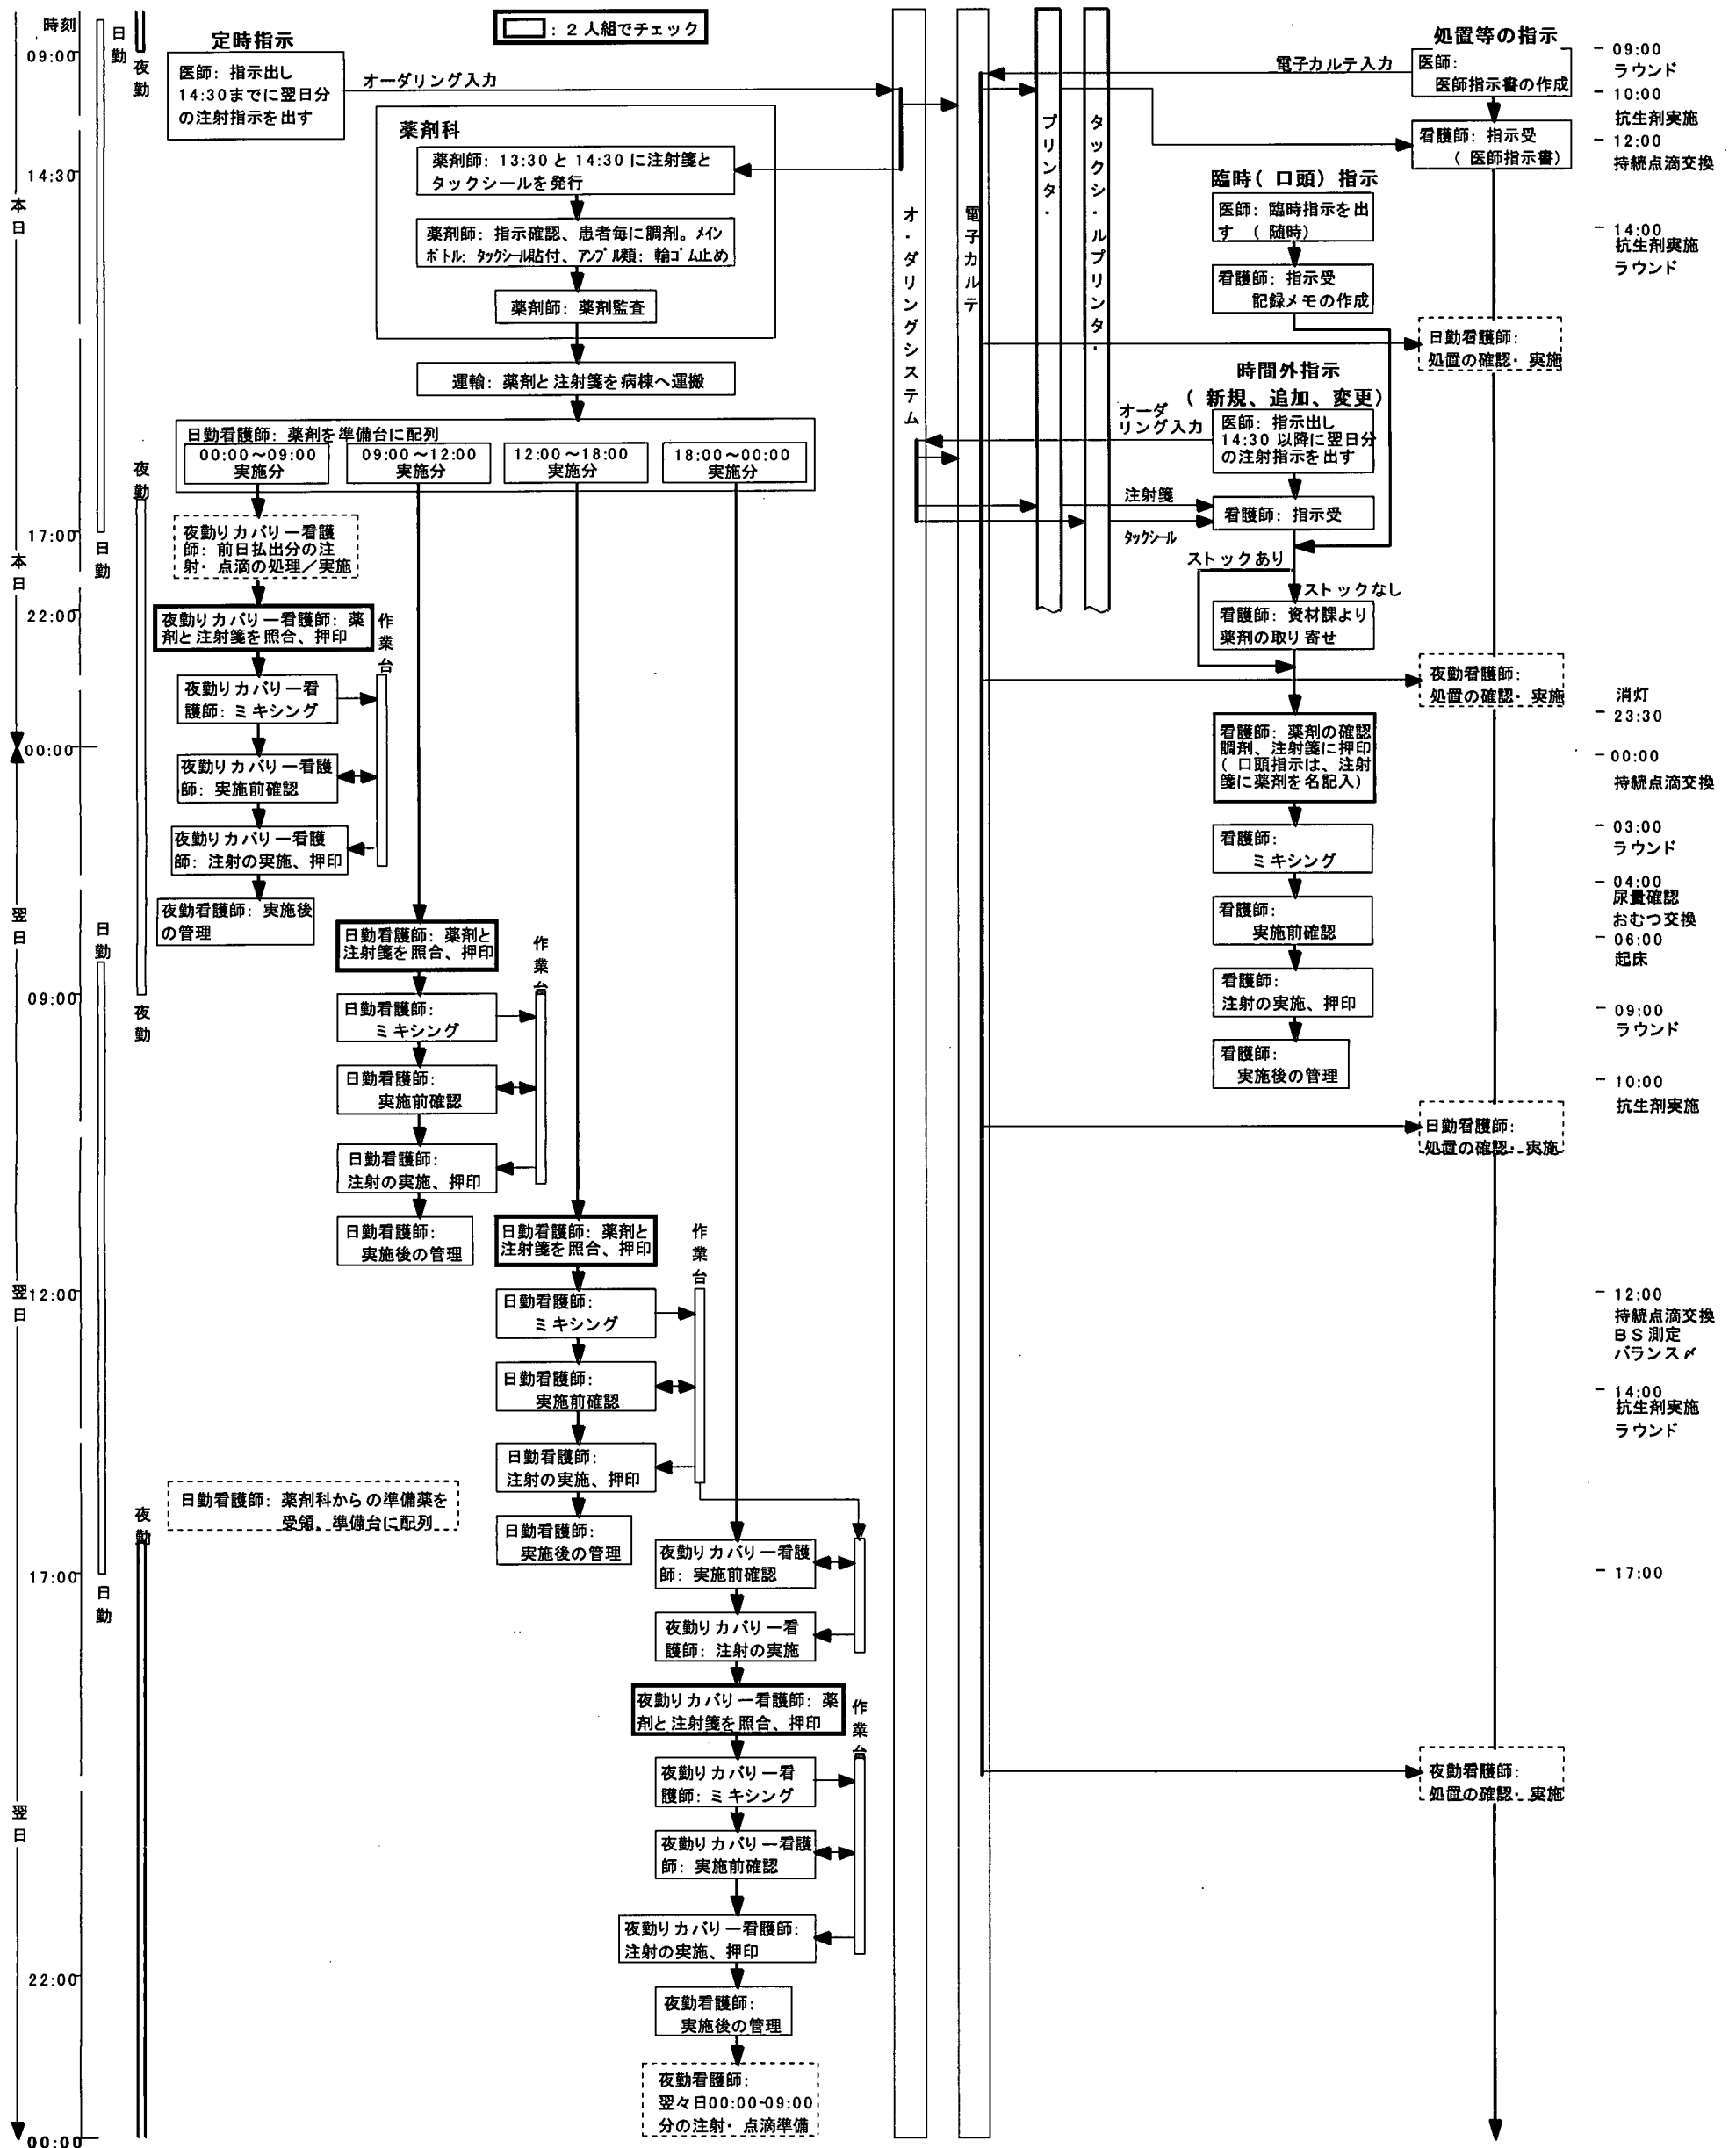 時刻
09:00
14:30
本日
17:00
本日
22:00
00:00
翌日
09:00
翌日
12:00
17:00
翌日
22:00
00:00
日勤
夜勤
夜勤
日勤
日勤
夜勤
夜勤
日勤
：２人組でチェック
定時指示
医師：指示出し
14:30までに翌日分
の注射指示を出す
オーダリング入力
薬剤科
薬剤師：13:30と14:30に注射箋と
タックシールを発行
薬剤師：指示確認、患者毎に調剤。メイン
ボトル：タックシール貼付、アンプル類：輪ゴム止め
薬剤師：薬剤監査
運輸：薬剤と注射箋を病棟へ運搬
日勤看護師：薬剤を準備台に配列
00:00～09:00
実施分
09:00～12:00
実施分
12:00～18:00
実施分
18:00～00:00
実施分
夜勤リカバリー看護
師：前日払出分の注
射・点滴の処理／実施
夜勤リカバリー看護師：薬
剤と注射箋を照合、押印
作業台
夜勤リカバリー看
護師：ミキシング
夜勤リカバリー看護
師：実施前確認
夜勤リカバリー看護
師：注射の実施、押印
夜勤看護師：実施後
の管理
日勤看護師：薬剤と
注射箋を照合、押印
作業台
日勤看護師：
ミキシング
日勤看護師：
実施前確認
日勤看護師：
注射の実施、押印
日勤看護師：
実施後の管理
日勤看護師：薬剤と
注射箋を照合、押印
作業台
日勤看護師：
ミキシング
日勤看護師：
実施前確認
日勤看護師：
注射の実施、押印
日勤看護師：
実施後の管理
日勤看護師：薬剤科からの準備薬を
受領、準備台に配列
夜勤リカバリー看護
師：実施前確認
夜勤リカバリー看
護師：注射の実施
夜勤リカバリー看護師：薬
剤と注射箋を照合、押印
作業台
夜勤リカバリー看
護師：ミキシング
夜勤リカバリー看護
師：実施前確認
夜勤リカバリー看護師：
注射の実施、押印
夜勤看護師：
実施後の管理
夜勤看護師：
翌々日00:00-09:00
分の注射・点滴準備
オ・ダリングシステム
電子カルテ
プリンタ・
タックシ・ルプリンタ・
処置等の指示
電子カルテ入力
医師：
医師指示書の作成
看護師：指示受
（医師指示書）
臨時（口頭）指示
医師：臨時指示を出
す （随時）
看護師：指示受
記録メモの作成
日勤看護師：
処置の確認・実施
時間外指示
（新規、追加、変更）
オーダ
リング入力
医師：指示出し
14:30以降に翌日分
の注射指示を出す
注射箋
看護師：指示受
タックシール
ストックあり
ストックなし
看護師：資材課より
薬剤の取り寄せ
夜勤看護師：
処置の確認・実施
看護師：薬剤の確認
調剤、注射箋に押印
（口頭指示は、注射
箋に薬剤を名記入）
看護師：
ミキシング
看護師：
実施前確認
看護師：
注射の実施、押印
看護師：
実施後の管理
日勤看護師：
処置の確認・実施
夜勤看護師：
処置の確認・実施
09:00
ラウンド
10:00
抗生剤実施
12:00
持続点滴交換
14:00
抗生剤実施
ラウンド
消灯
23:30
00:00
持続点滴交換
03:00
ラウンド
04:00
尿量確認
おむつ交換
06:00
起床
09:00
ラウンド
10:00
抗生剤実施
12:00
持続点滴交換
ＢＳ測定
バランス〆
14:00
抗生剤実施
ラウンド
17:00